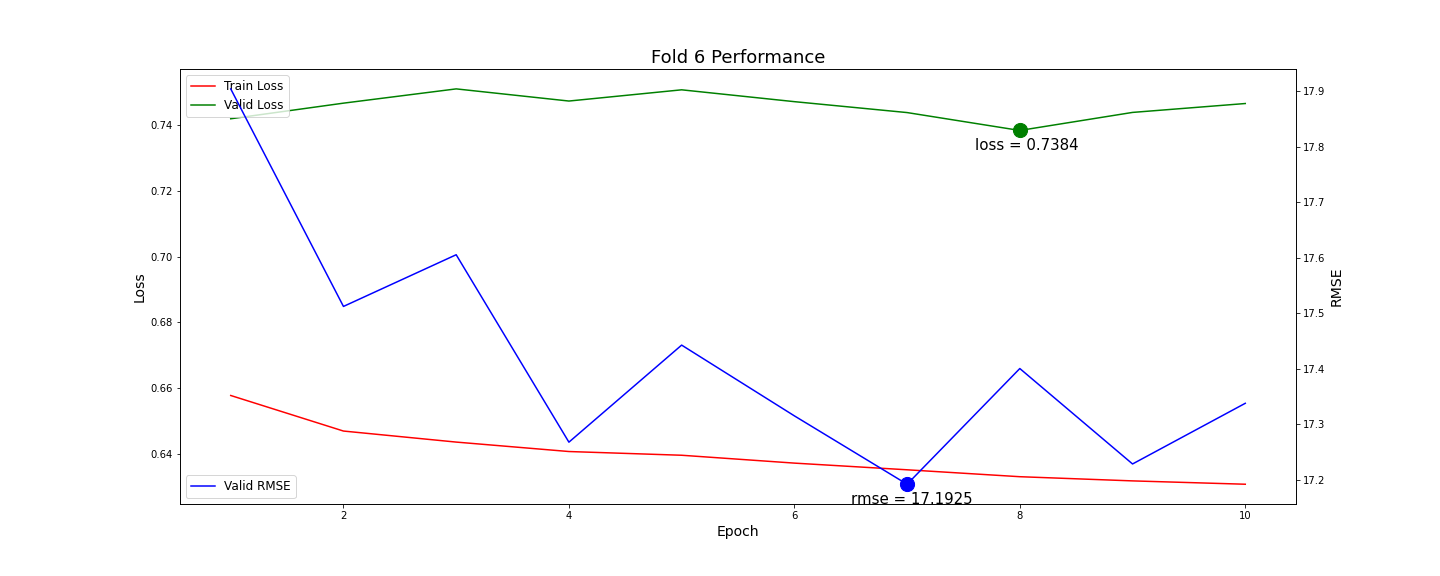 Fold 6 Performance
Train Loss
Valid Loss
0.74
0.72
0.70
0.68
0.66
0.64
Loss
17.9
17.8
17.7
17.6
17.5
17.4
17.3
17.2
RMSE
loss = 0.7384
Valid RMSE
rmse = 17.1925
2
4
6
8
10
Epoch